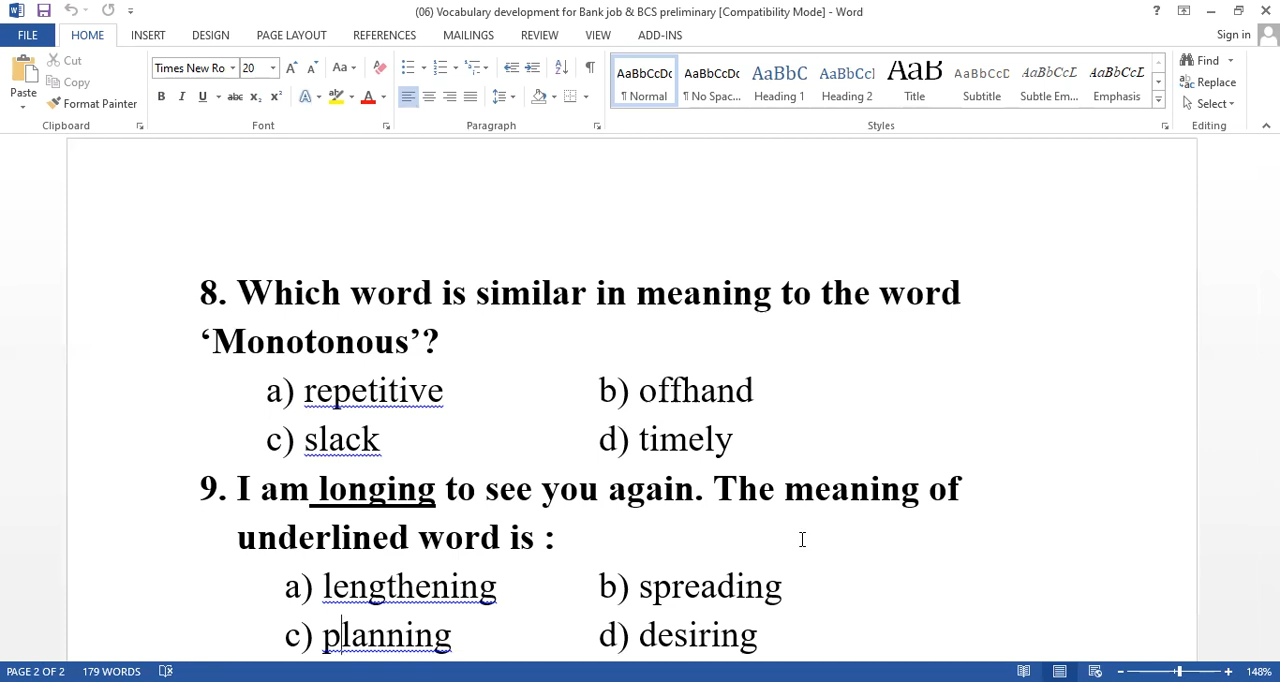 (06) Vocabulary development for Bank job & BCS preliminary [Compatibility Mode] - Word
FILE HOME INSERT DESIGN PAGE LAYOUT REFERENCES MAILINGS REVIEW VIEW ADD-INS Sign in
Paste
Cut
Copy
Format Painter
Clipboard
Times New Ro 20
Font
Paragraph
AaBbCcDc AaBbCcDc AaBbC AaBbCcl AaB AaBbCcD AaBbCcL AaBbCcL
¶ Normal ¶ No Spac... Heading 1 Heading 2 Title Subtitle Subtle Em... Emphasis
Styles
Find
Replace
Select
Editing
8. Which word is similar in meaning to the word
‘Monotonous’?
a) repetitive b) offhand
c) slack d) timely
9. I am longing to see you again. The meaning of
underlined word is :
a) lengthening b) spreading
c) planning d) desiring
PAGE 2 OF 2 179 WORDS 148%